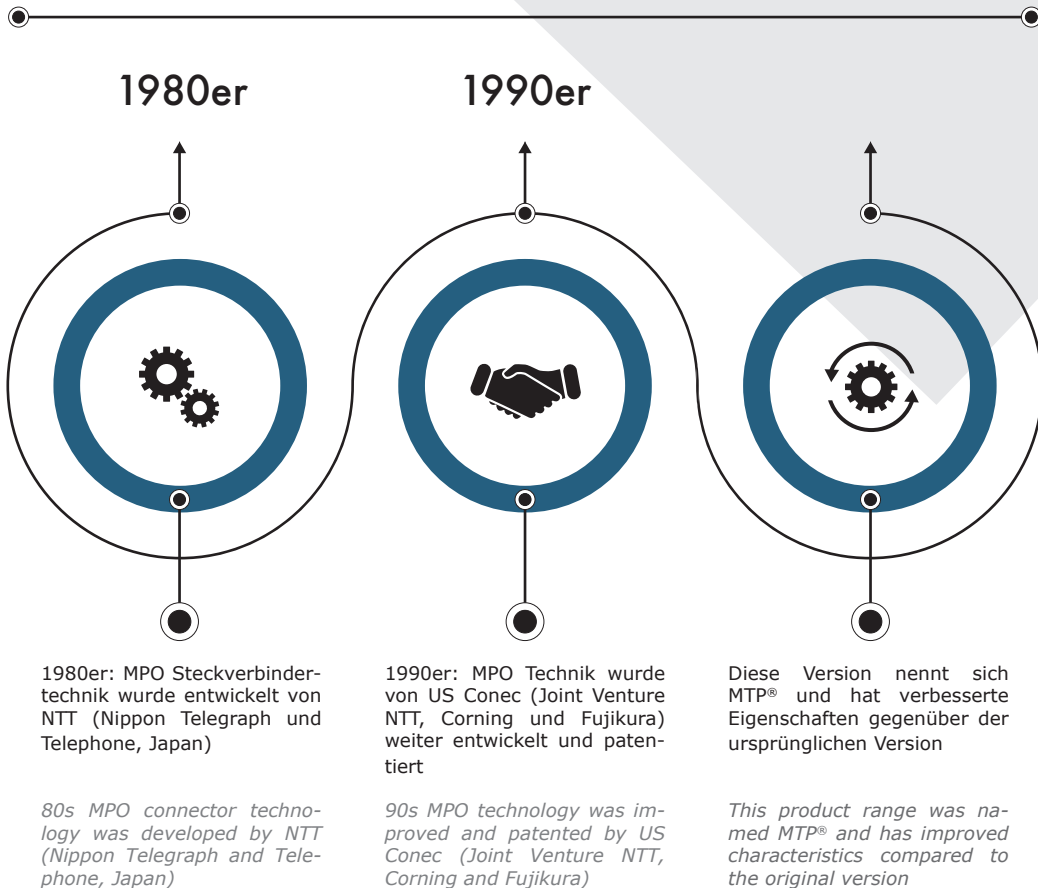 1980er
1990er
1980er: MPO Steckverbinder-
technik wurde entwickelt von
NTT (Nippon Telegraph und
Telephone, Japan)
80s MPO connector techno-
logy was developed by NTT
(Nippon Telegraph and Tele-
phone, Japan)
1990er: MPO Technik wurde
von US Conec (Joint Venture
NTT, Corning und Fujikura)
weiter entwickelt und paten-
tiert
90s MPO technology was im-
proved and patented by US
Conec (Joint Venture NTT,
Corning and Fujikura)
Diese Version nennt sich
MTP® und hat verbesserte
Eigenschaften gegenüber der
ursprünglichen Version
This product range was na-
med MTP® and has improved
characteristics compared to
the original version